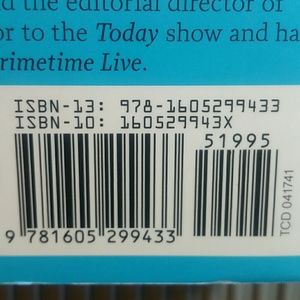 d the editorial director of
or to the Today show and ha
rimetime Live.
ISBN-13: 978-1605299433
ISBN-10: 160529943X
51995
9 781605 299433
TCD 041741